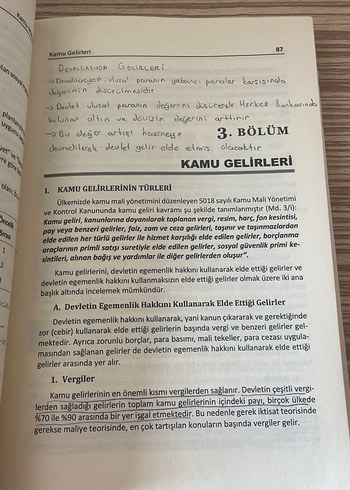 Kamu Gelirleri 87
DEVALÜASYON GELİRLERİ
→ Devalüasyon ulusal paranın yabancı paralar karşısında
değerinin düşürülmesidir
→ Devlet ulusal paranın değerini düşürerek Merkez Bankasında
bulunan altın ve dövizin değerini arttırır
→ Bu değer artışı hazineye
devredilerek devlet gelir elde etmiş olacaktır
3. BÖLÜM
KAMU GELİRLERİ
I. KAMU GELİRLERİNİN TÜRLERİ
Ülkemizde kamu mali yönetimini düzenleyen 5018 sayılı Kamu Mali Yönetimi
ve Kontrol Kanununda kamu geliri kavramı şu şekilde tanımlanmıştır (Md. 3/i):
Kamu geliri, kanunlarına dayanılarak toplanan vergi, resim, harç, fon kesintisi,
pay veya benzeri gelirler, faiz, zam ve ceza gelirleri, taşınır ve taşınmazlardan
elde edilen her türlü gelirler ile hizmet karşılığı elde edilen gelirler, borçlanma
araçlarının primli satışı suretiyle elde edilen gelirler, sosyal güvenlik primi ke-
sintileri, alınan bağış ve yardımlar ile diğer gelirlerden oluşur".
Kamu gelirlerini, devletin egemenlik hakkını kullanarak elde ettiği gelirler ve
devletin egemenlik hakkını kullanmaksızın elde ettiği gelirler olmak üzere iki ana
başlık altında incelemek mümkündür.
A. Devletin Egemenlik Hakkını Kullanarak Elde Ettiği Gelirler
Devletin egemenlik hakkını kullanarak, yani kanun çıkararak ve gerektiğinde
zor (cebir) kullanarak elde ettiği gelirlerin başında vergi ve benzeri gelirler gel-
mektedir. Ayrıca zorunlu borçlar, para basımı, mali tekeller, para cezası uygula-
masından sağlanan gelirler de devletin egemenlik hakkını kullanarak elde ettiği
gelirler arasında yer alır.
1. Vergiler
Kamu gelirlerinin en önemli kısmı vergilerden sağlanır. Devletin çeşitli vergi-
lerden sağladığı gelirlerin toplam kamu gelirlerinin içindeki payı, birçok ülkede
%70 ile %90 arasında bir yer işgal etmektedir. Bu nedenle gerek iktisat teorisinde
gerekse maliye teorisinde, en çok tartışılan konuların başında vergiler gelir.